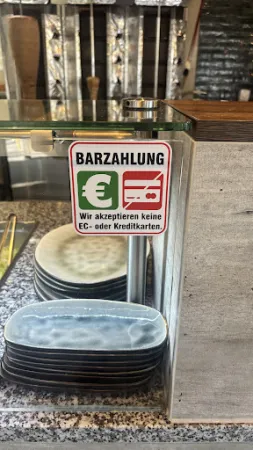 BARZAHLUNG
€
Wir akzeptieren keine
EC- oder Kreditkarten.